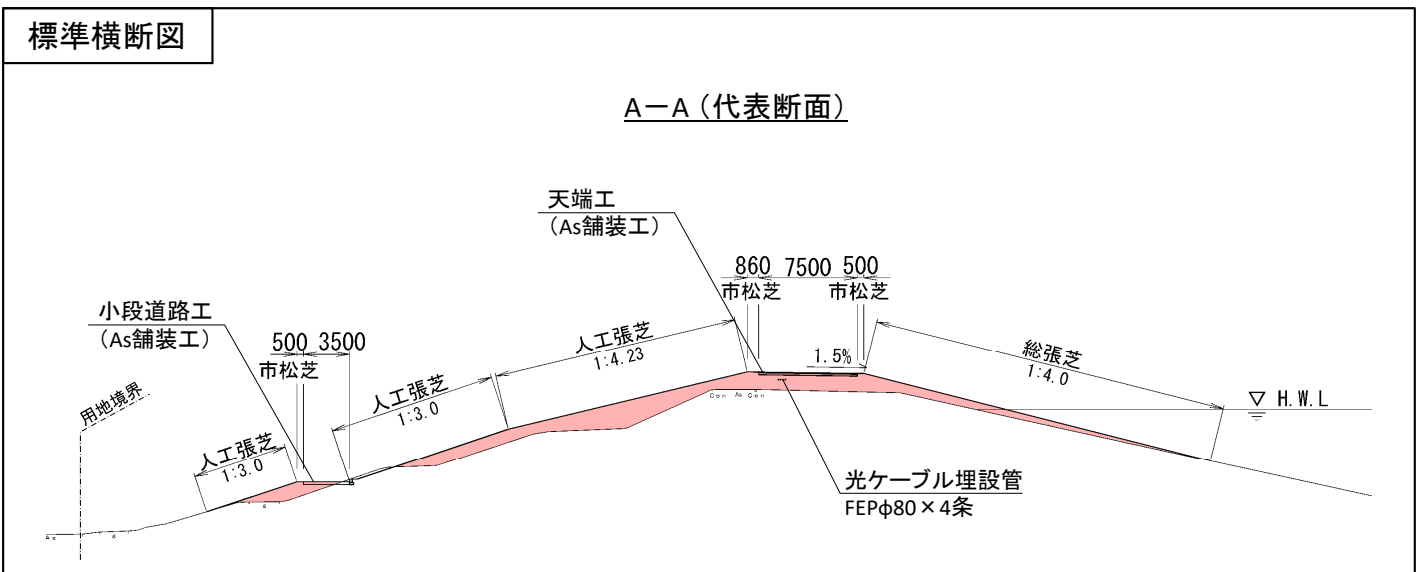 標準横断図
A－A（代表断面）
天端工
（As舗装工）
860 7500 500
市松芝 市松芝
小段道路工
（As舗装工）
500 3500
市松芝
人工張芝
1:4.23
1.5%
総張芝
1:4.0
▽ H.W.L
用地境界
人工張芝
1:3.0
人工張芝
1:3.0
Con As Con
光ケーブル埋設管
FEPφ80×4条
As
g
g